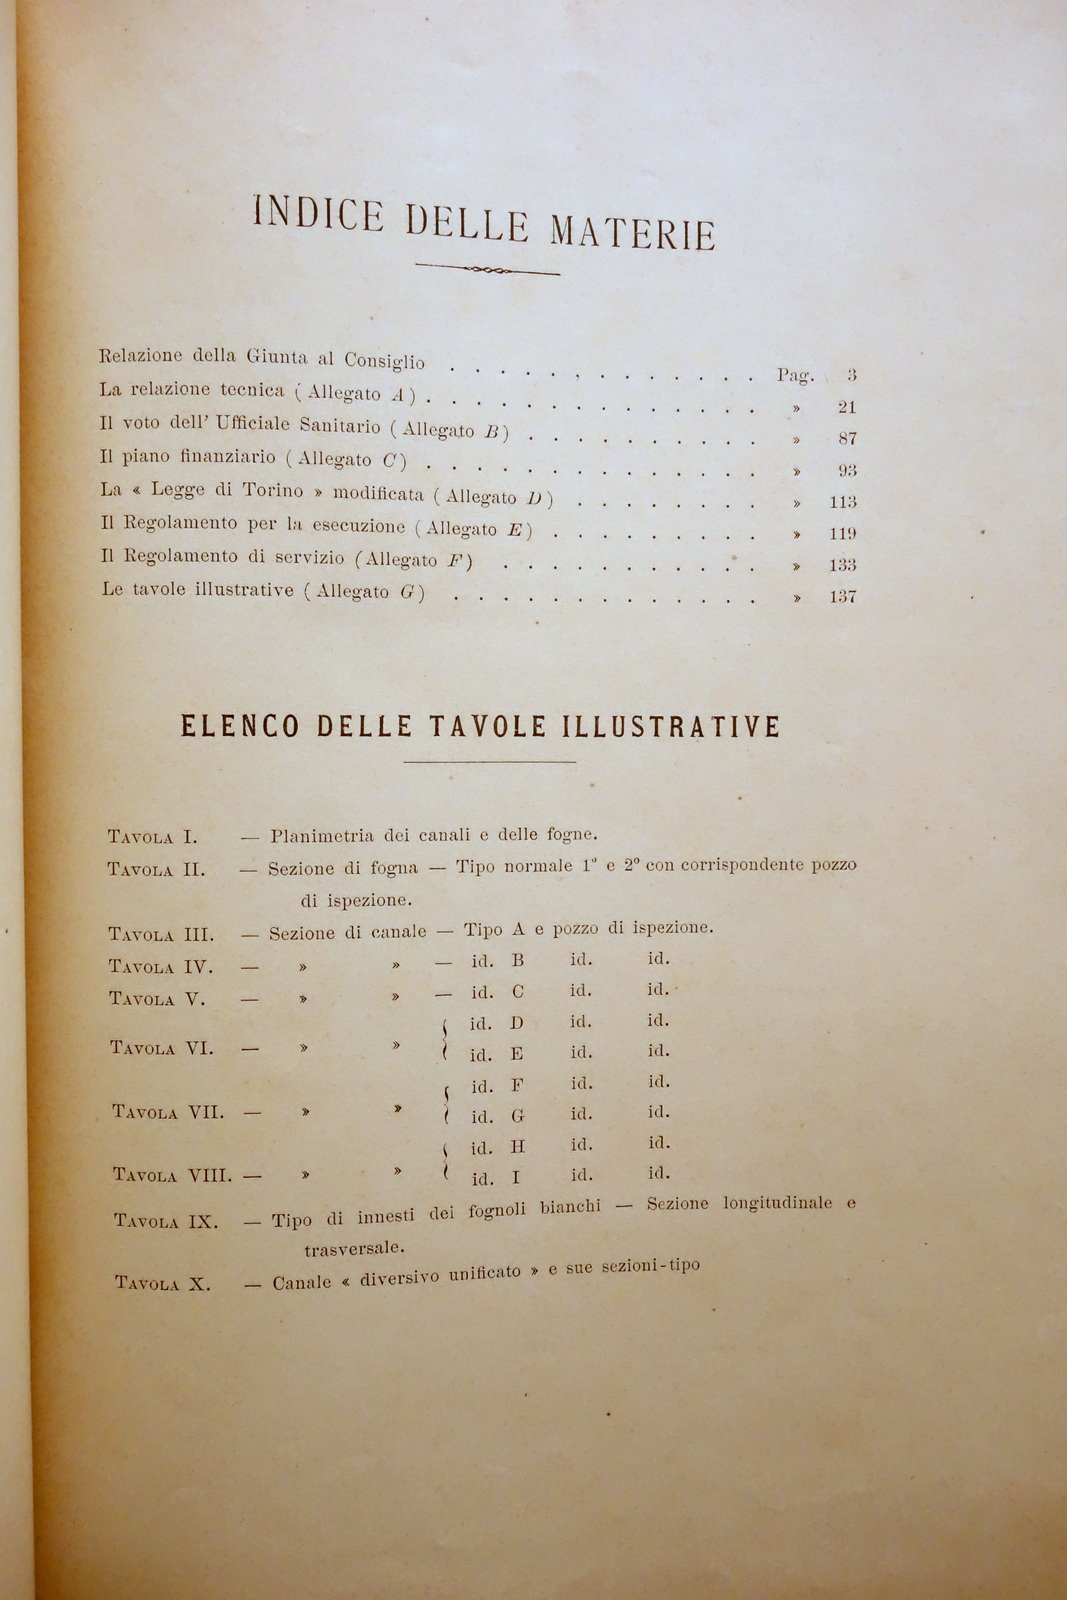 INDICE DELLE MATERIE
Relazione della Giunta al Consiglio . . . . . . . . . . . . . Pag. 3
La relazione tecnica ( Allegato A ) . . . . . . . . . . . . . . » 21
Il voto dell' Ufficiale Sanitario ( Allegato B ) . . . . . . . . . . » 87
Il piano finanziario ( Allegato C ) . . . . . . . . . . . . . . » 93
La « Legge di Torino » modificata ( Allegato D ) . . . . . . . . » 113
Il Regolamento per la esecuzione ( Allegato E ) . . . . . . . . . » 119
Il Regolamento di servizio (Allegato F ) . . . . . . . . . . . » 133
Le tavole illustrative ( Allegato G ) . . . . . . . . . . . . . » 137
ELENCO DELLE TAVOLE ILLUSTRATIVE
TAVOLA I. — Planimetria dei canali e delle fogne.
TAVOLA II. — Sezione di fogna — Tipo normale 1º e 2º con corrispondente pozzo
di ispezione.
TAVOLA III. — Sezione di canale — Tipo A e pozzo di ispezione.
TAVOLA IV. — » » — id. B id. id.
TAVOLA V. — » » — id. C id. id.
id. D id. id.
TAVOLA VI. — » » { id. E id. id.
id. F id. id.
TAVOLA VII. — » » { id. G id. id.
id. H id. id.
TAVOLA VIII. — » » { id. I id. id.
TAVOLA IX. — Tipo di innesti dei fognoli bianchi — Sezione longitudinale e
trasversale.
TAVOLA X. — Canale « diversivo unificato » e sue sezioni-tipo